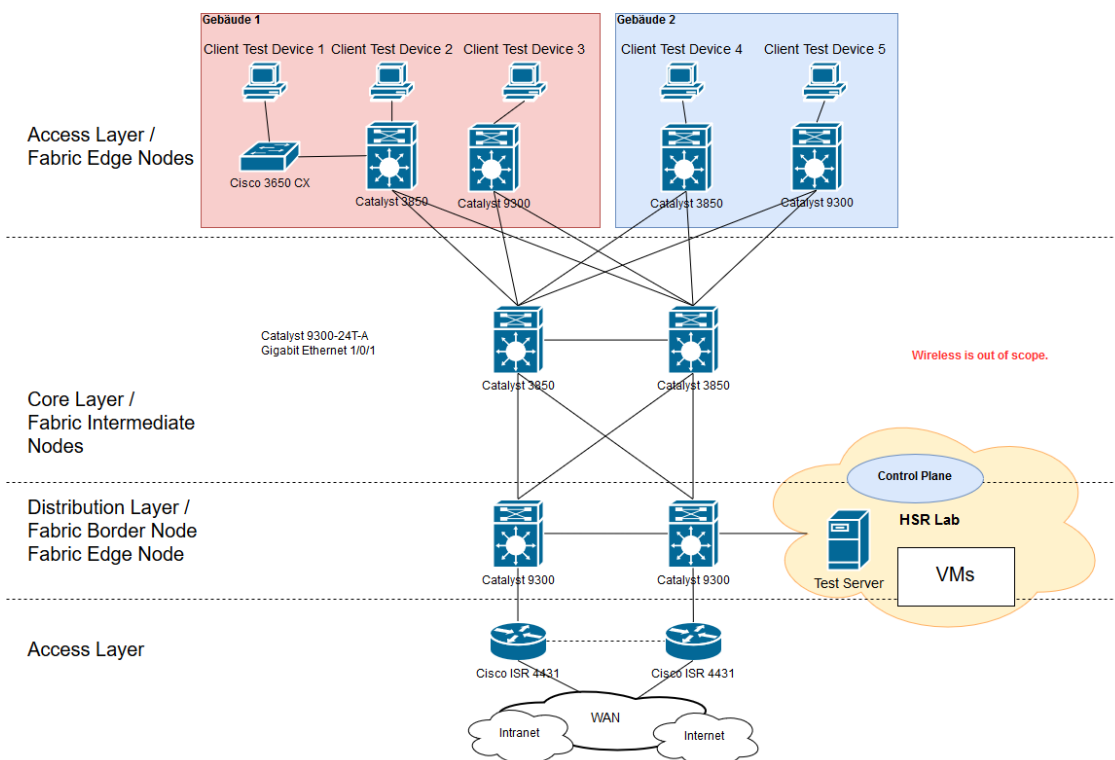 Gebäude 1
Gebäude 2
Client Test Device 1
Client Test Device 2
Client Test Device 3
Client Test Device 4
Client Test Device 5
Access Layer /
Fabric Edge Nodes
Cisco 3650 CX
Catalyst 3850
Catalyst 9300
Catalyst 3850
Catalyst 9300
Catalyst 9300-24T-A
Gigabit Ethernet 1/0/1
Wireless is out of scope.
Catalyst 3850
Catalyst 3850
Core Layer /
Fabric Intermediate
Nodes
Control Plane
Distribution Layer /
Fabric Border Node
Fabric Edge Node
HSR Lab
Catalyst 9300
Catalyst 9300
Test Server
VMs
Access Layer
Cisco ISR 4431
Cisco ISR 4431
WAN
Intranet
Internet